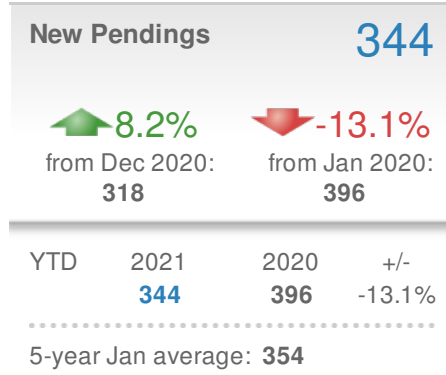 New Pendings 344
8.2% -13.1%
from Dec 2020: from Jan 2020:
318 396
YTD 2021 2020 +/-
344 396 -13.1%
5-year Jan average: 354